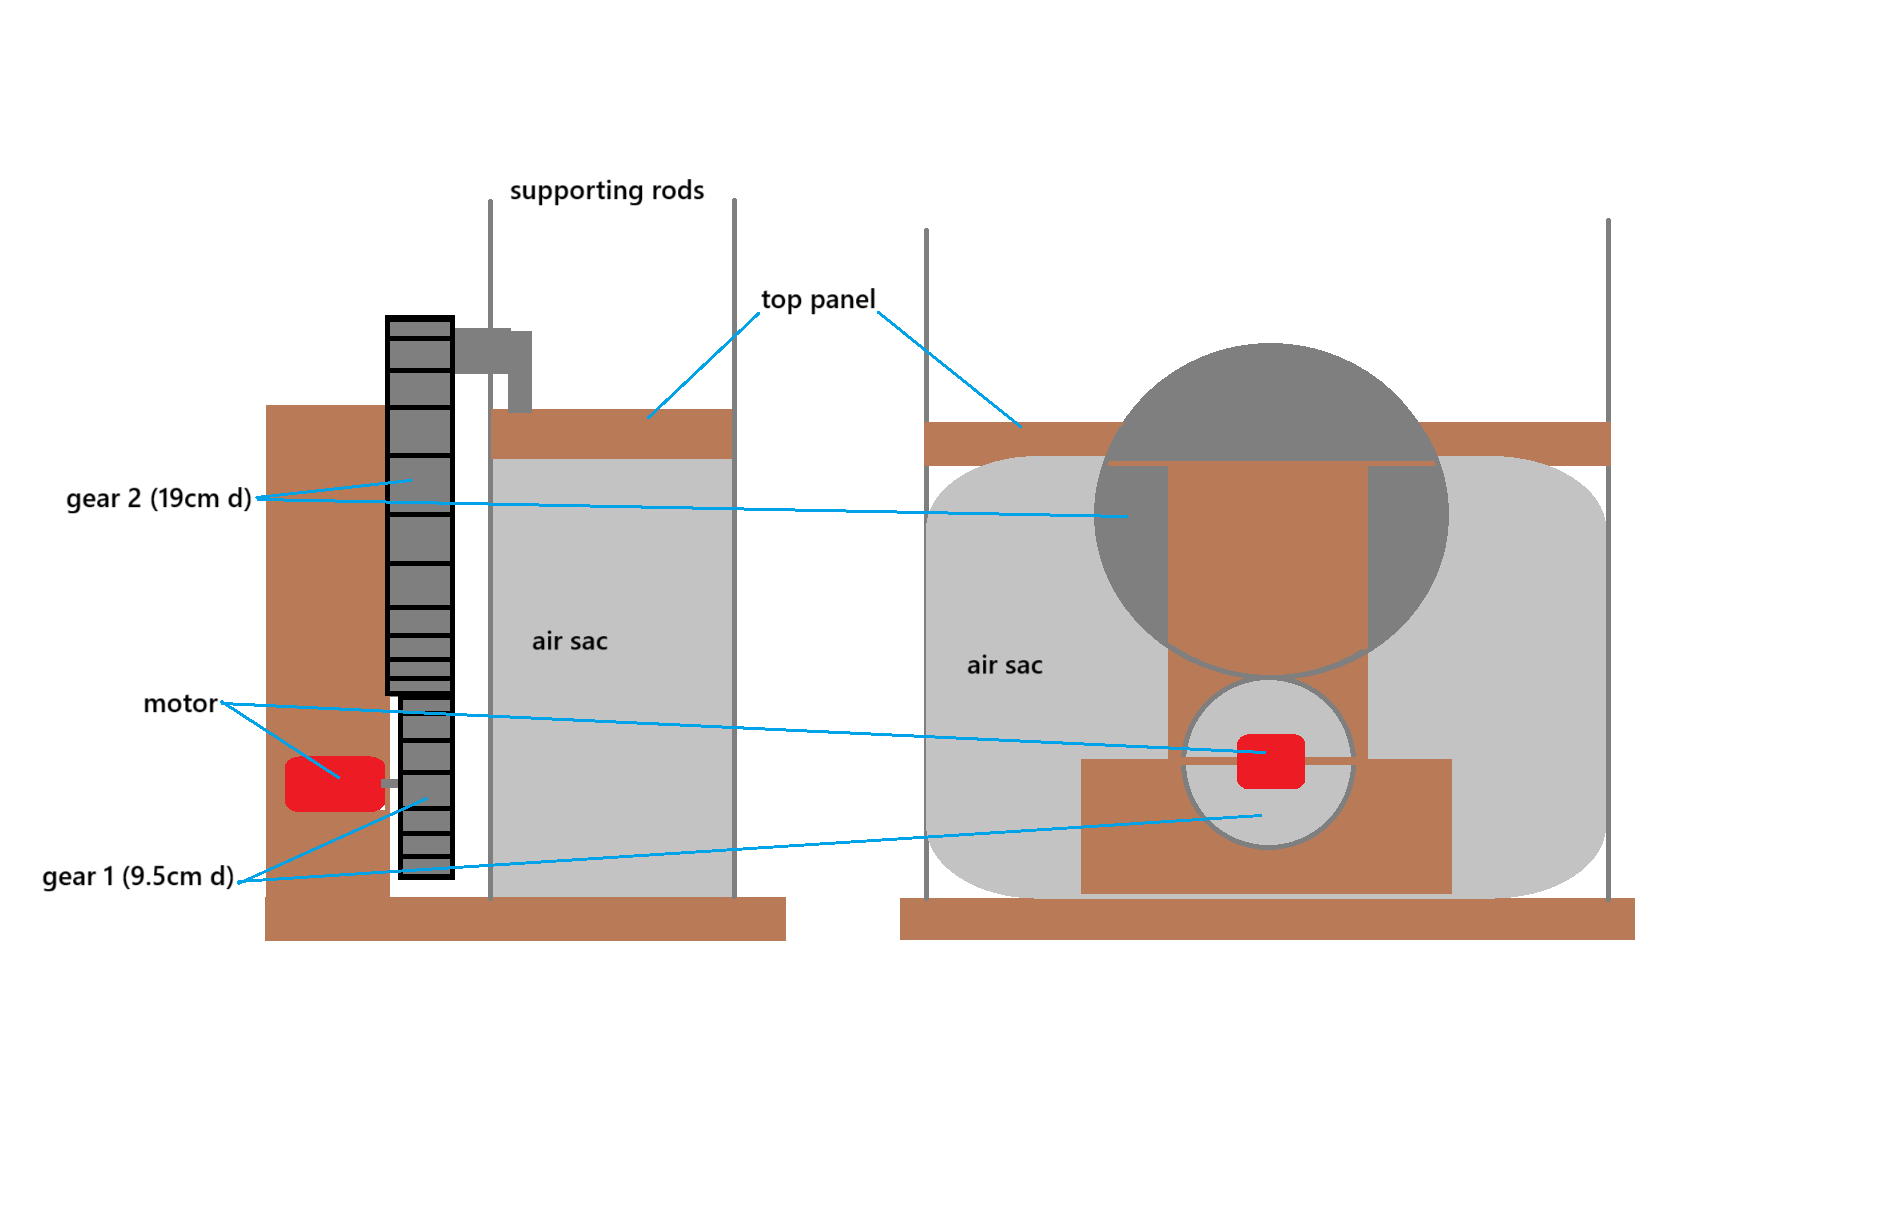 supporting rods
top panel
gear 2 (19cm d)
air sac
air sac
motor
gear 1 (9.5cm d)